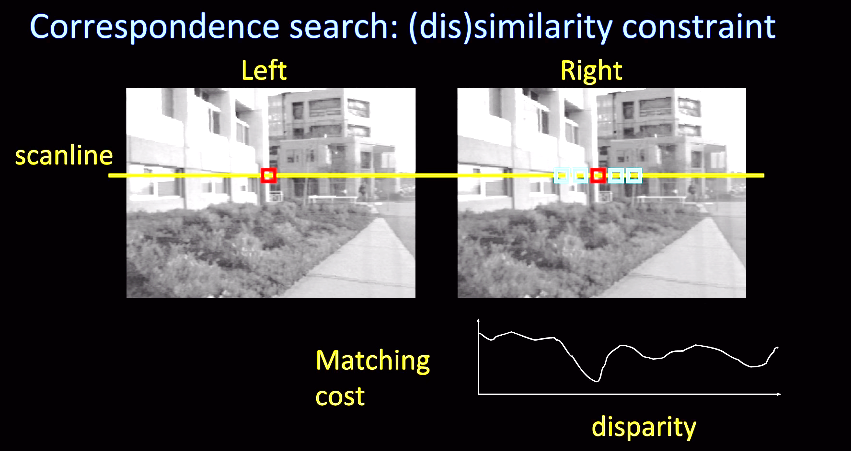 Correspondence search: (dis)similarity constraint
Left
Right
scanline
Matching
cost
disparity